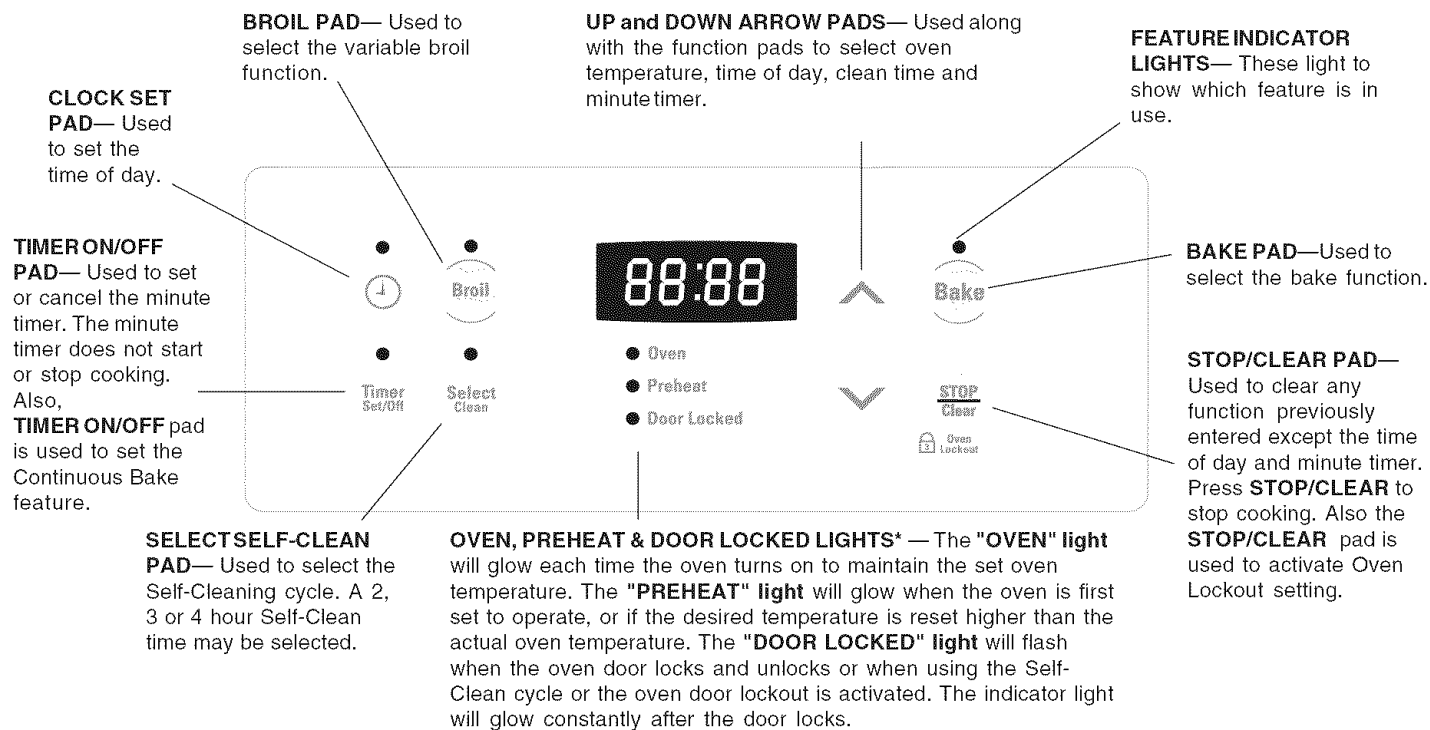 BROIL PAD— Used to
select the variable broil
function.
UP and DOWN ARROW PADS— Used along
with the function pads to select oven
temperature, time of day, clean time and
minute timer.
FEATURE INDICATOR
LIGHTS— These light to
show which feature is in
use.
CLOCK SET
PAD— Used
to set the
time of day.
TIMER ON/OFF
PAD— Used to set
or cancel the minute
timer. The minute
timer does not start
or stop cooking.
Also,
TIMER ON/OFF pad
is used to set the
Continuous Bake
feature.
Broil
88:88
Bake
Oven
Preheat
Door Locked
Timer
Set/Off
Select
Clean
STOP
Clear
3 Oven
Lockout
BAKE PAD—Used to
select the bake function.
STOP/CLEAR PAD—
Used to clear any
function previously
entered except the time
of day and minute timer.
Press STOP/CLEAR to
stop cooking. Also the
STOP/CLEAR pad is
used to activate Oven
Lockout setting.
SELECT SELF-CLEAN
PAD— Used to select the
Self-Cleaning cycle. A 2,
3 or 4 hour Self-Clean
time may be selected.
OVEN, PREHEAT & DOOR LOCKED LIGHTS* — The "OVEN" light
will glow each time the oven turns on to maintain the set oven
temperature. The "PREHEAT" light will glow when the oven is first
set to operate, or if the desired temperature is reset higher than the
actual oven temperature. The "DOOR LOCKED" light will flash
when the oven door locks and unlocks or when using the Self-
Clean cycle or the oven door lockout is activated. The indicator light
will glow constantly after the door locks.